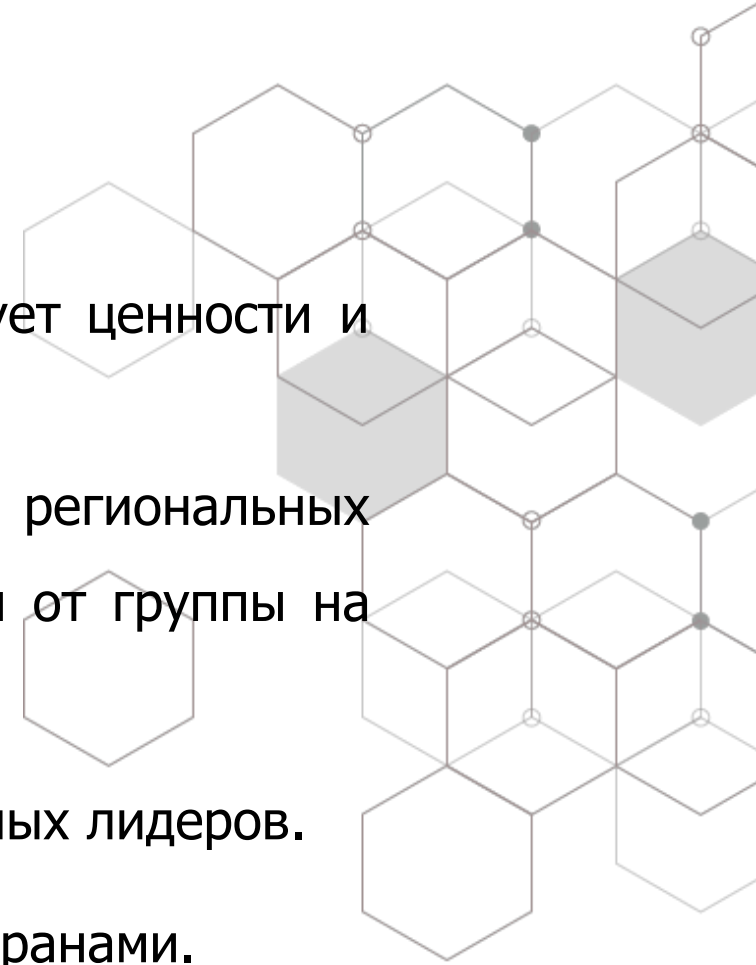 ует ценности и
региональных
и от группы на
ных лидеров.
ранами.